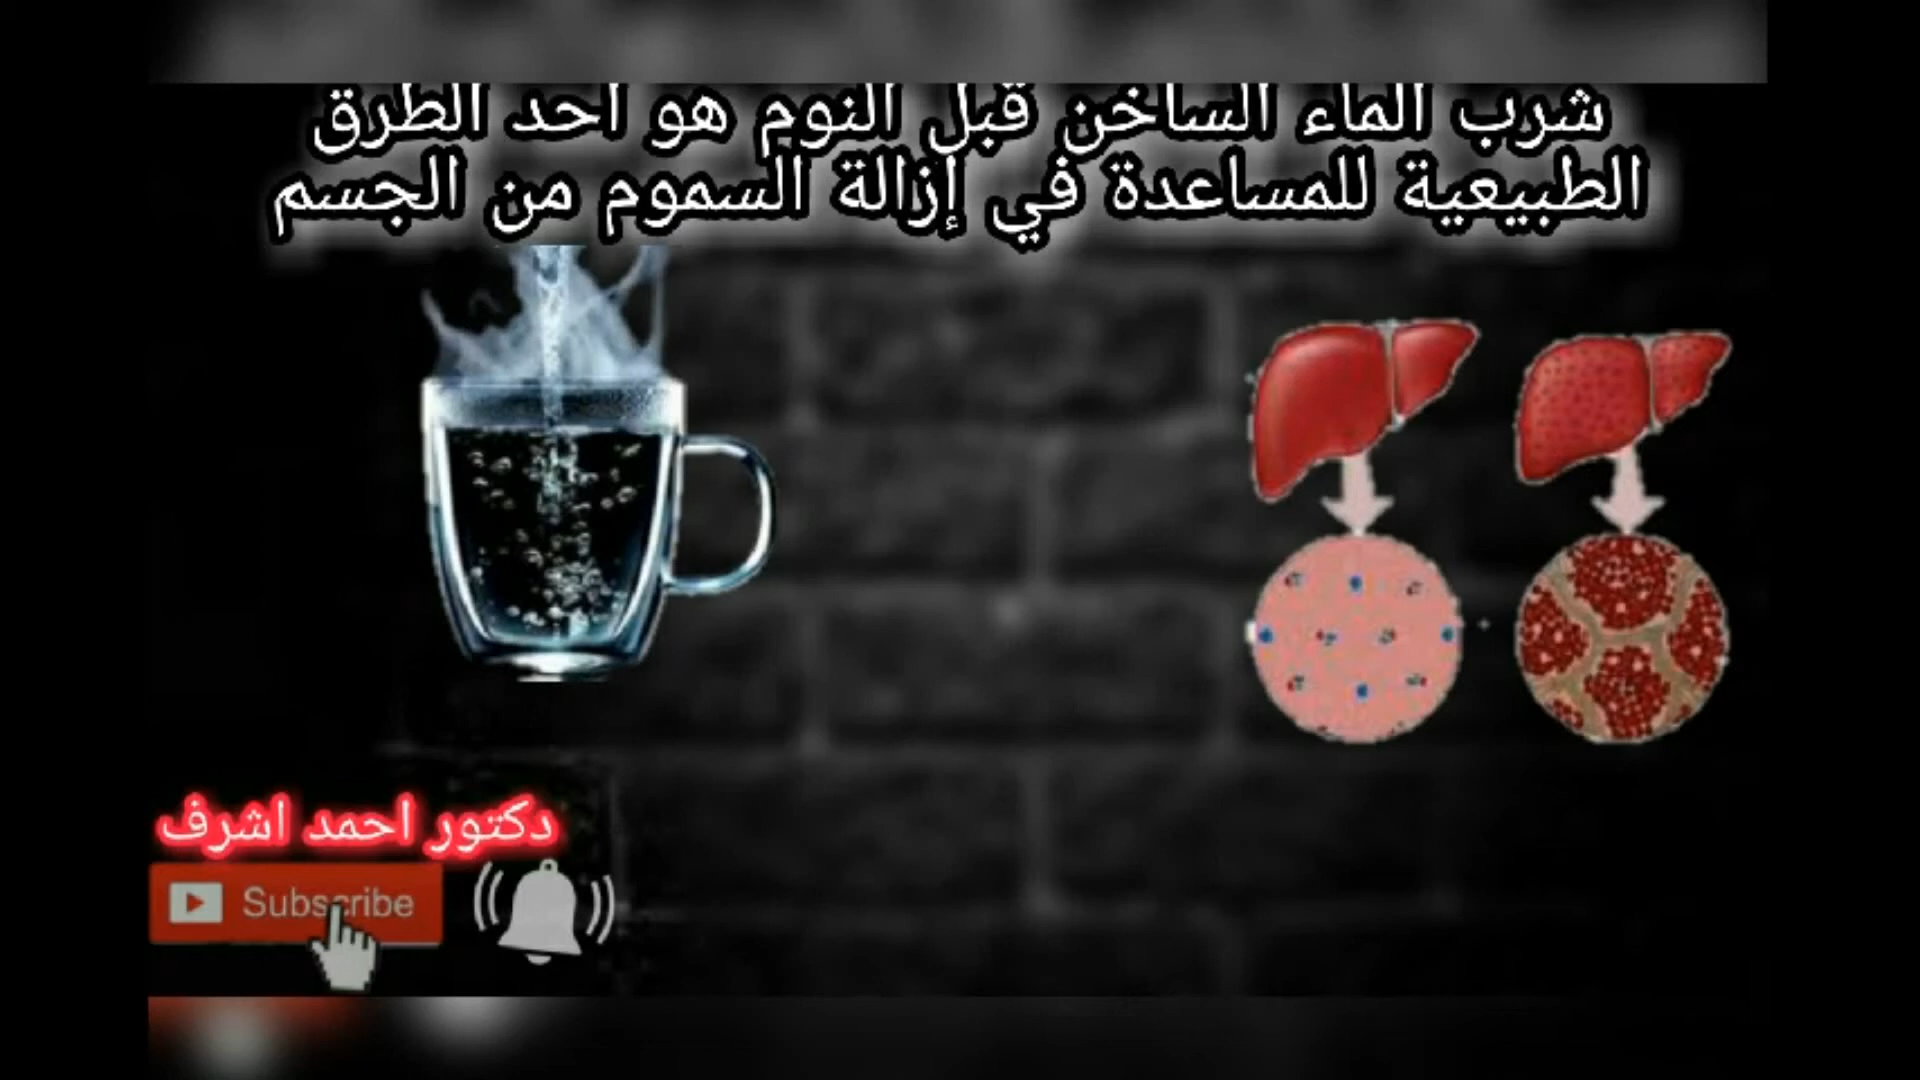 شرب الماء الساخن قبل النوم هو احد الطرق
الطبيعية للمساعدة في إزالة السموم من الجسم
دكتور احمد اشرف
Subscribe